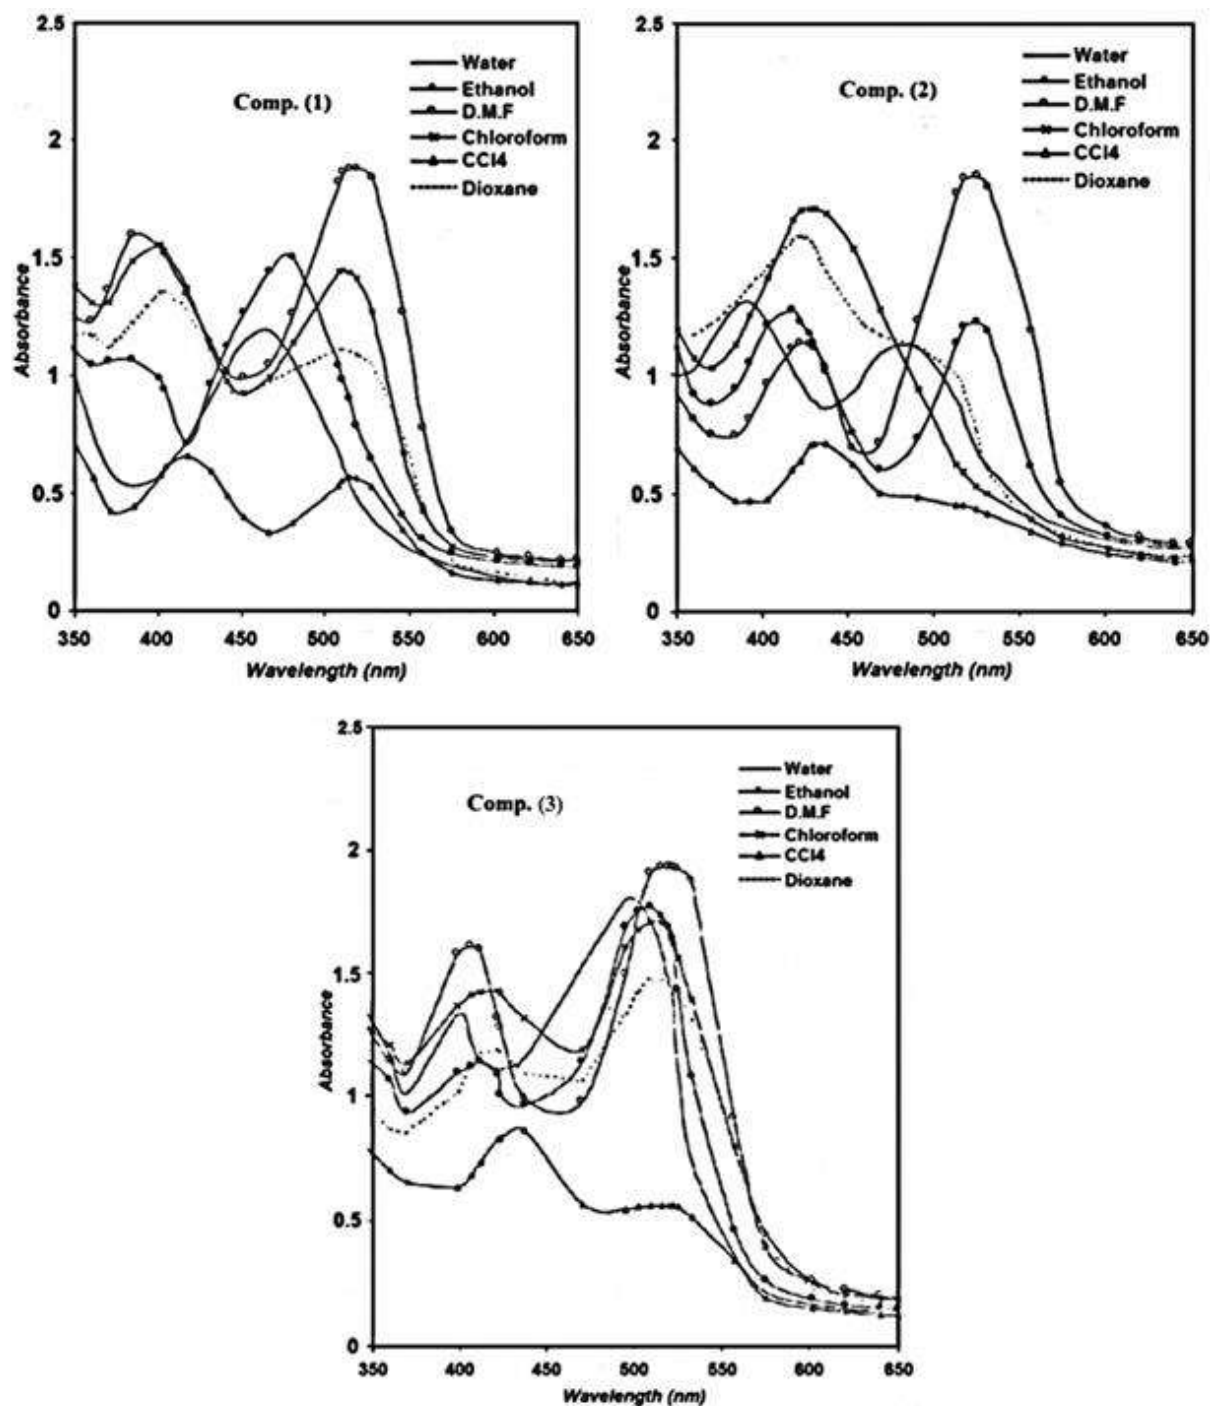 2.5
2
1.5
1
0.5
0
Absorbance
Comp. (1)
Water
Ethanol
D.M.F
Chloroform
CCl4
Dioxane
350 400 450 500 550 600 650
Wavelength (nm)
2.5
2
1.5
1
0.5
0
Absorbance
Comp. (2)
Water
Ethanol
D.M.F
Chloroform
CCl4
Dioxane
350 400 450 500 550 600 650
Wavelength (nm)
2.5
2
1.5
1
0.5
0
Absorbance
Comp. (3)
Water
Ethanol
D.M.F
Chloroform
CCl4
Dioxane
350 400 450 500 550 600 650
Wavelength (nm)